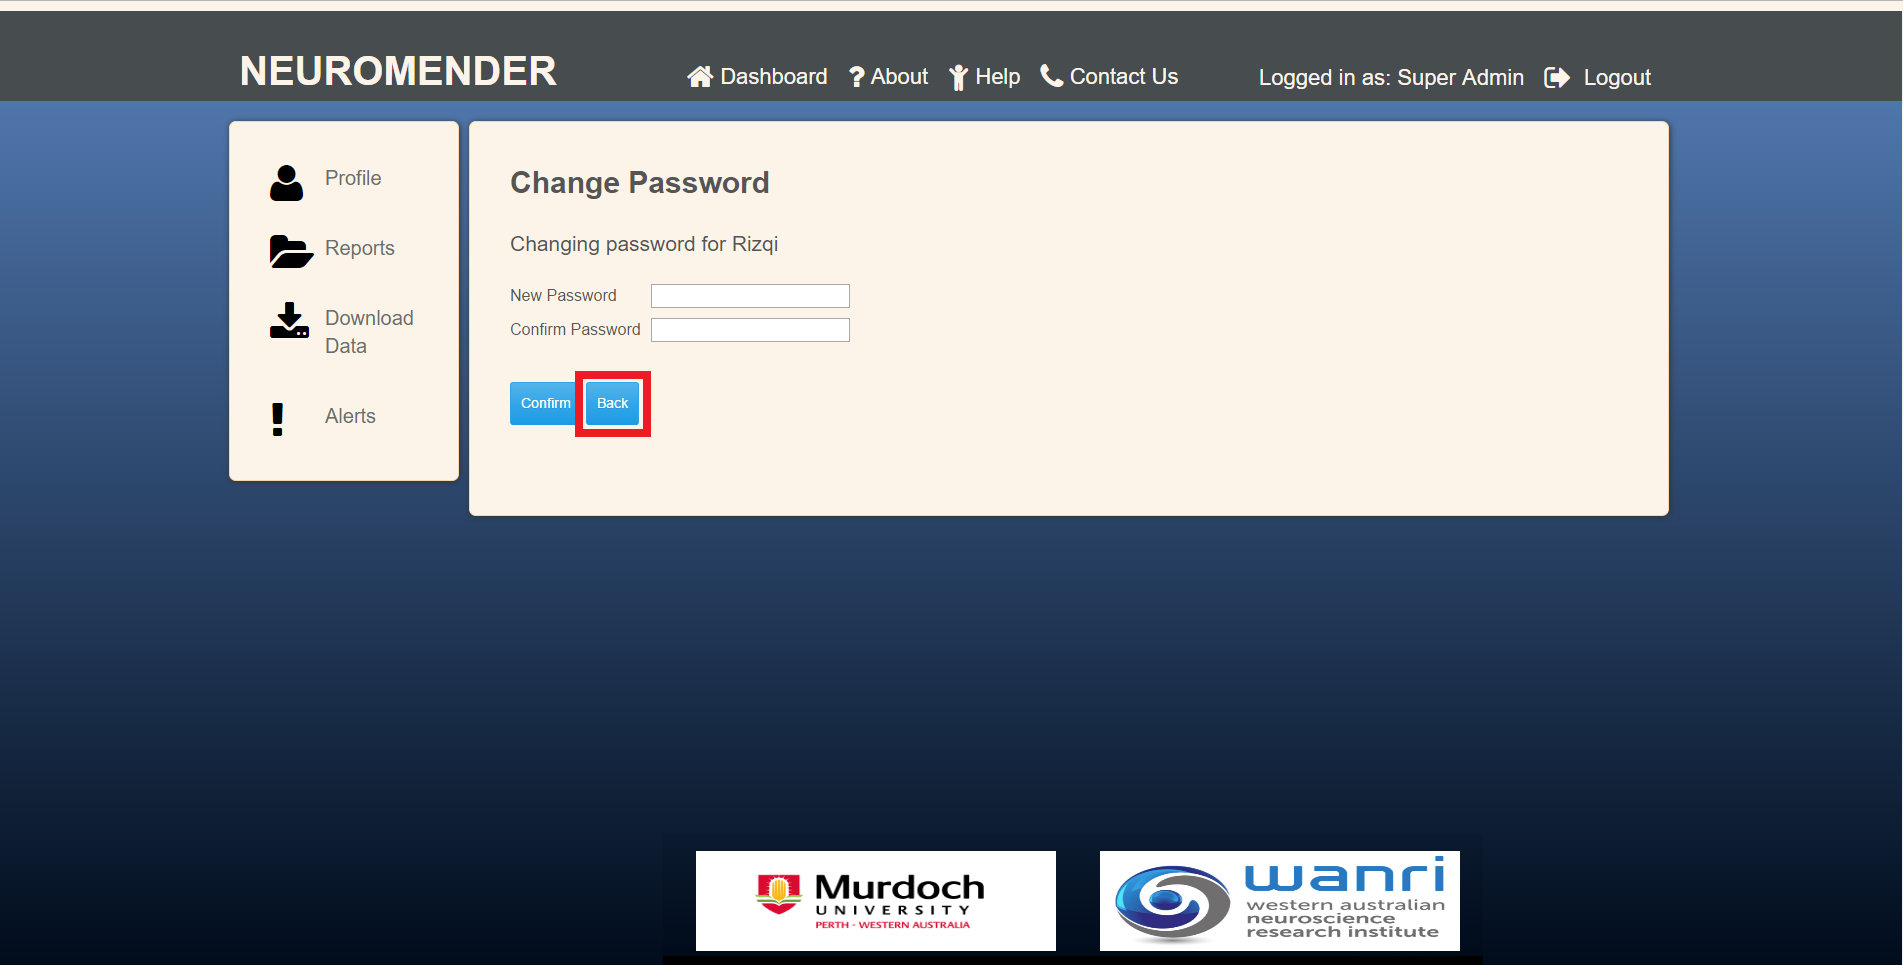 NEUROMENDER
Dashboard
About
Help
Contact Us
Logged in as: Super Admin
Logout
Profile
Reports
Download
Data
Alerts
Change Password
Changing password for Rizqi
New Password
Confirm Password
Confirm
Back
Murdoch
UNIVERSITY
PERTH - WESTERN AUSTRALIA
wanri
western australian
neuroscience
research institute